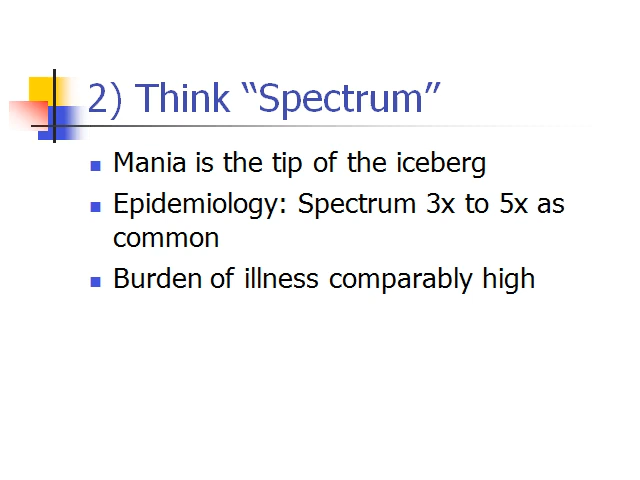 2) Think “Spectrum”
Mania is the tip of the iceberg
Epidemiology: Spectrum 3x to 5x as
common
Burden of illness comparably high